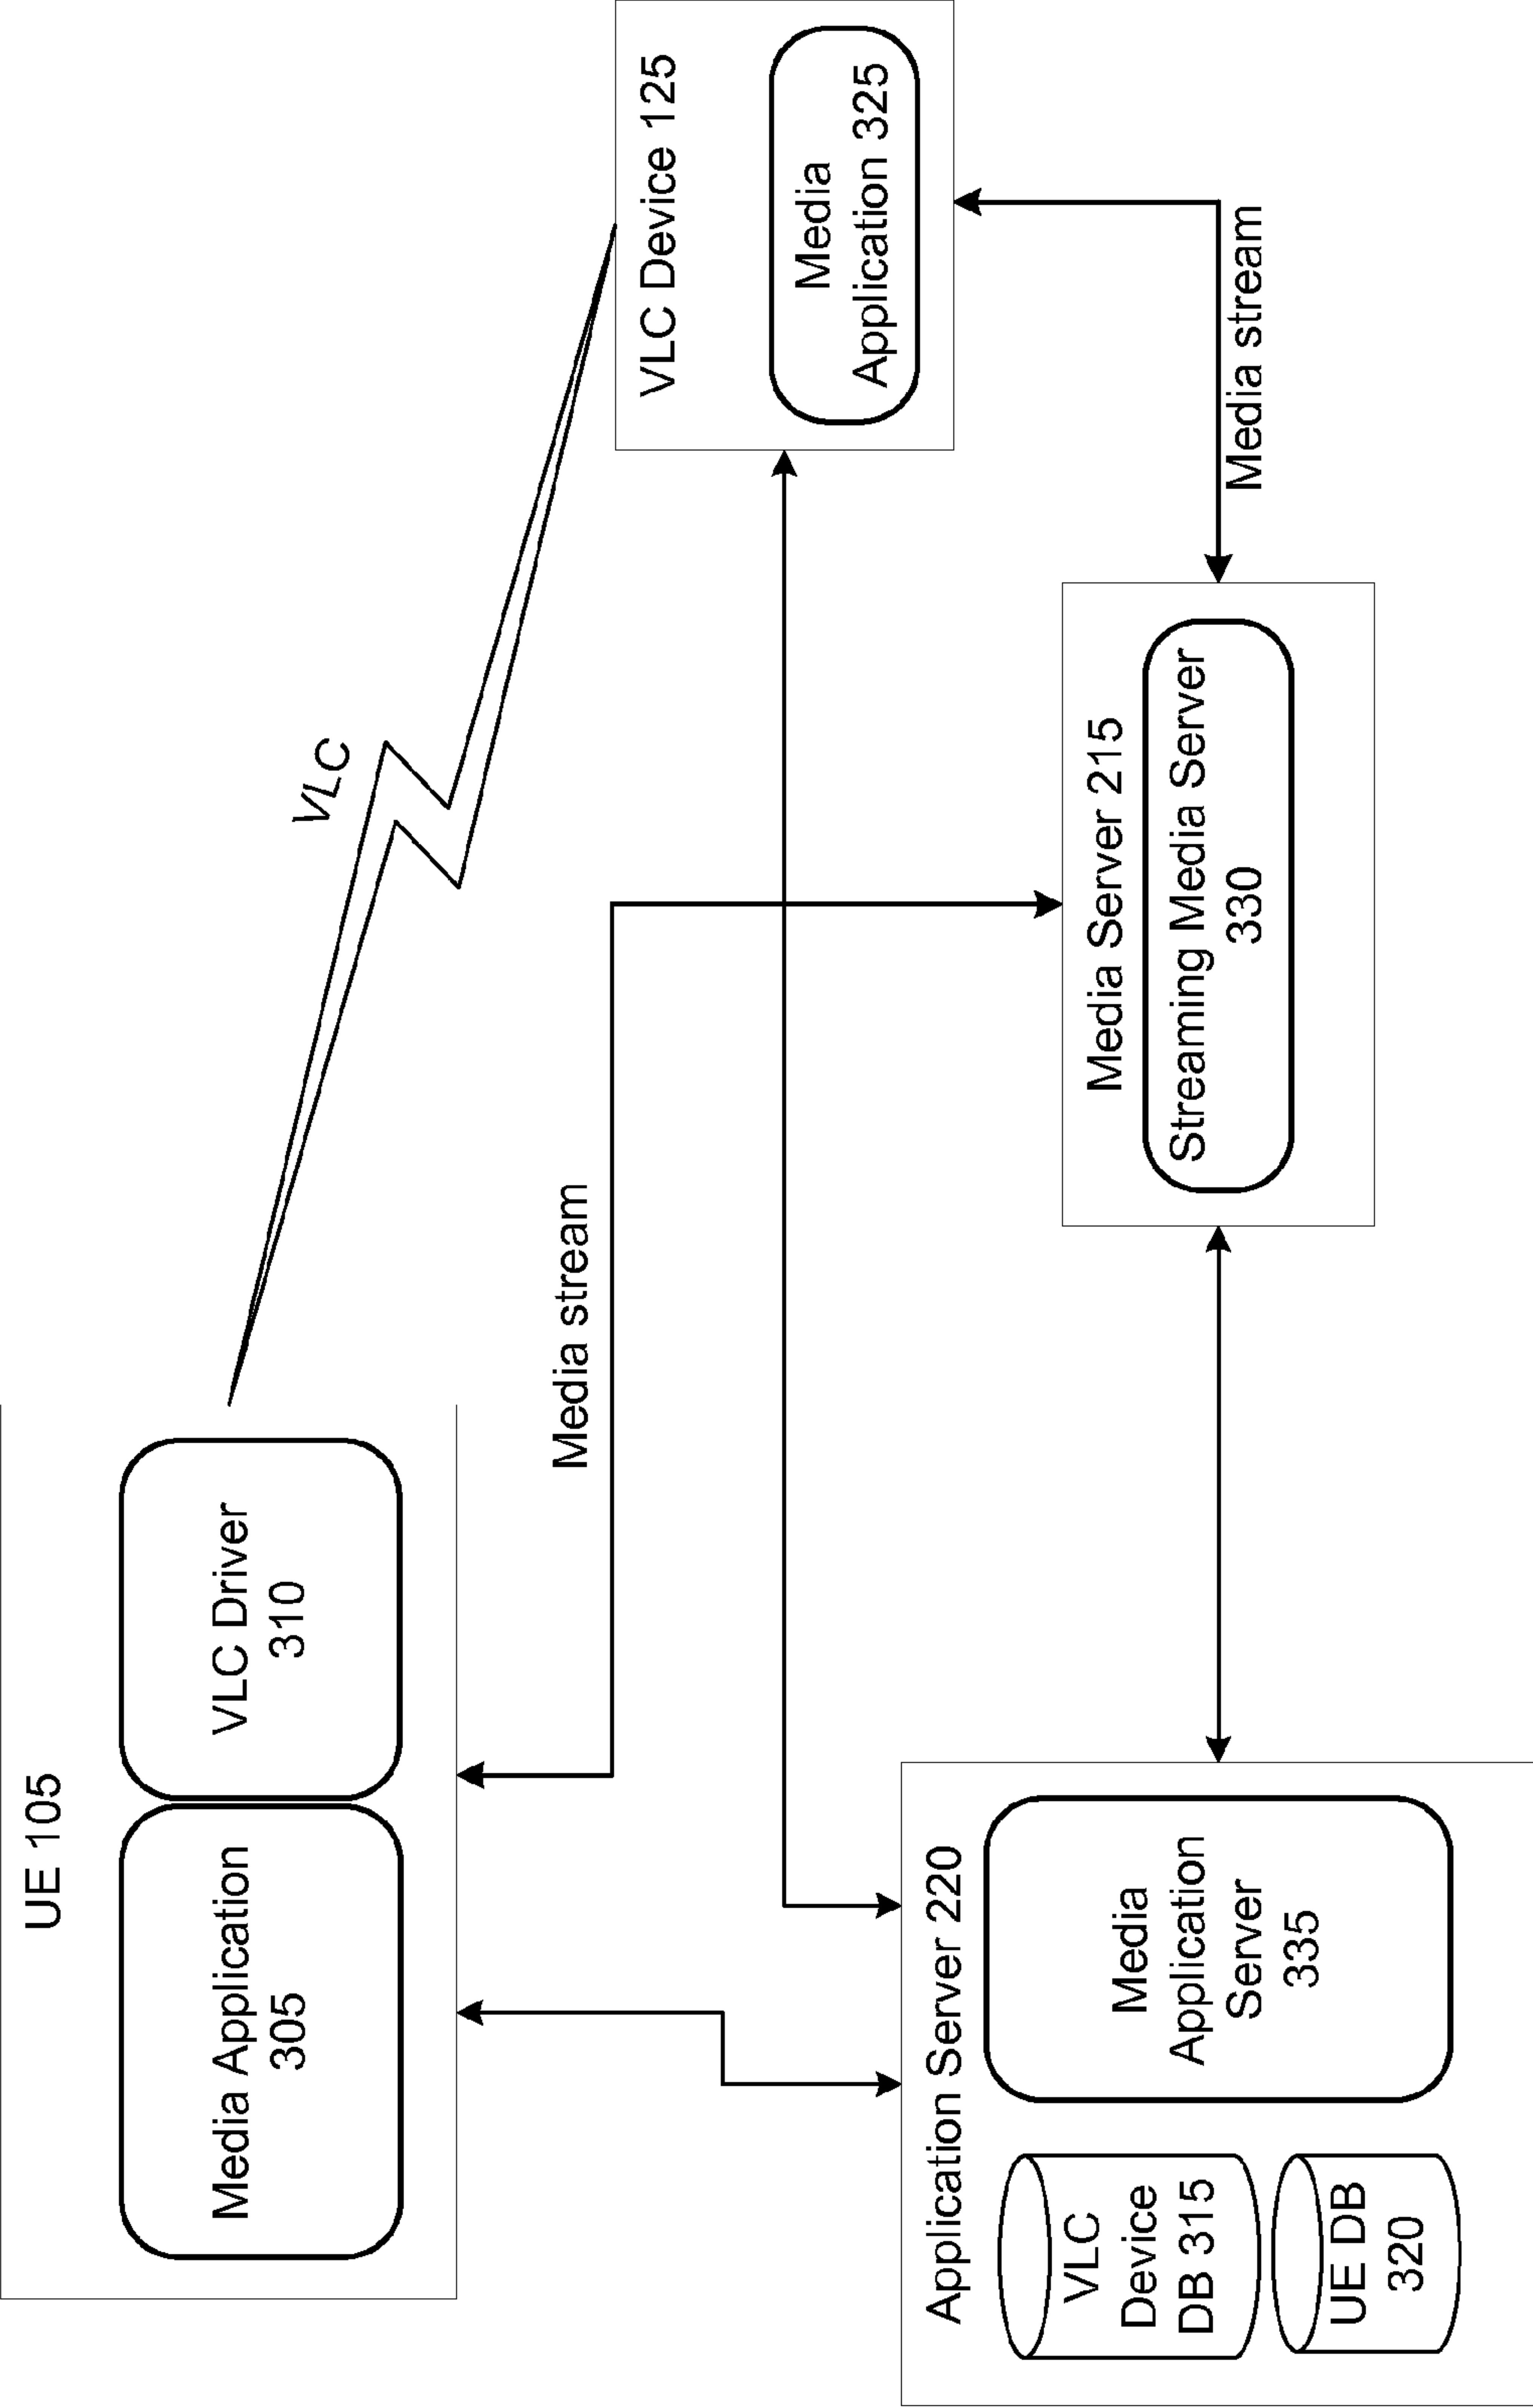 UE 105
Media Application
305
VLC Driver
310
VLC
VLC Device 125
Media
Application 325
Media stream
Media stream
Application Server 220
VLC
Device
DB 315
UE DB
320
Media
Application
Server
335
Media Server 215
Streaming Media Server
330